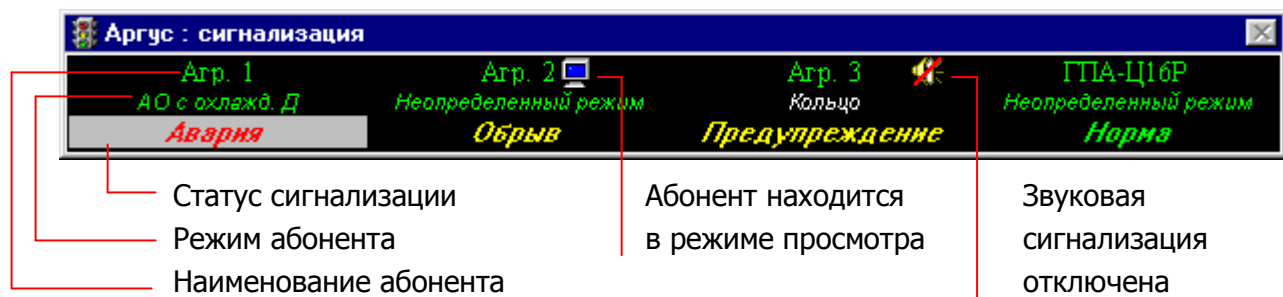 Аргус : сигнализация
Агр. 1 Агр. 2 Агр. 3 ГПА-Ц16Р
АО с охлажд. Д Неопределенный режим Кольцо Неопределенный режим
Авария Обрыв Предупреждение Норма
Статус сигнализации
Режим абонента
Наименование абонента
Абонент находится
в режиме просмотра
Звуковая
сигнализация
отключена